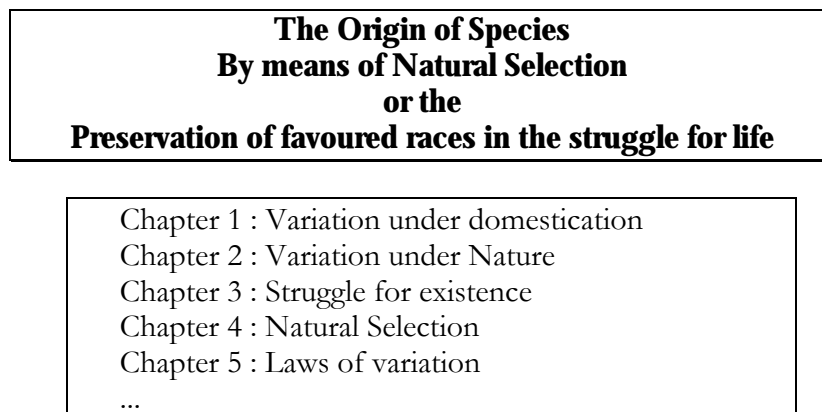 The Origin of Species
By means of Natural Selection
or the
Preservation of favoured races in the struggle for life
Chapter 1 : Variation under domestication
Chapter 2 : Variation under Nature
Chapter 3 : Struggle for existence
Chapter 4 : Natural Selection
Chapter 5 : Laws of variation
...